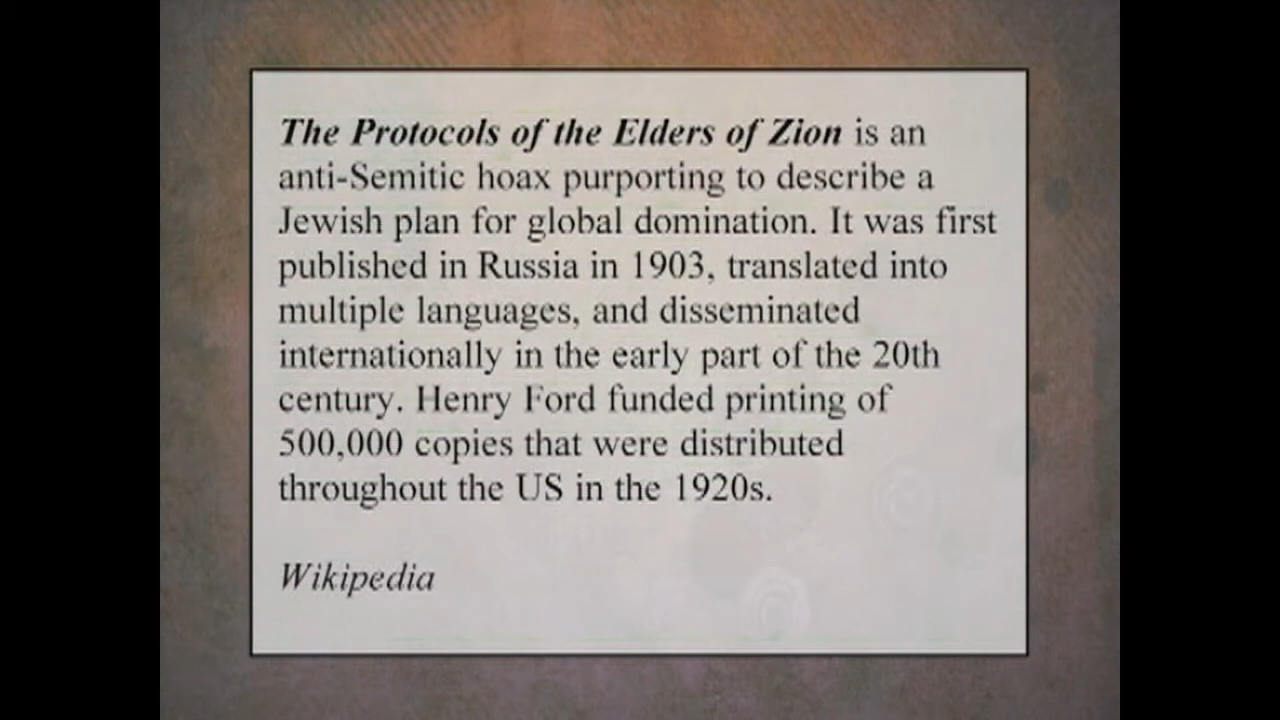 The Protocols of the Elders of Zion is an
anti-Semitic hoax purporting to describe a
Jewish plan for global domination. It was first
published in Russia in 1903, translated into
multiple languages, and disseminated
internationally in the early part of the 20th
century. Henry Ford funded printing of
500,000 copies that were distributed
throughout the US in the 1920s.
Wikipedia